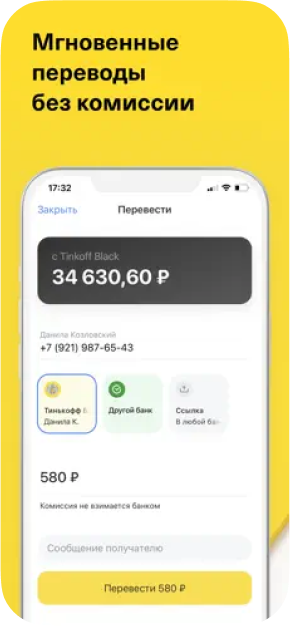 Мгновенные
переводы
без комиссии
17:32
Закрыть Перевести
с Tinkoff Black
34 630,60 ₽
Данила Козловский
+7 (921) 987-65-43
Тинькофф Б
Данила К.
Другой банк
Ссылка
В любой бан
580 ₽
Комиссия не взимается банком
Сообщение получателю
Перевести 580 ₽